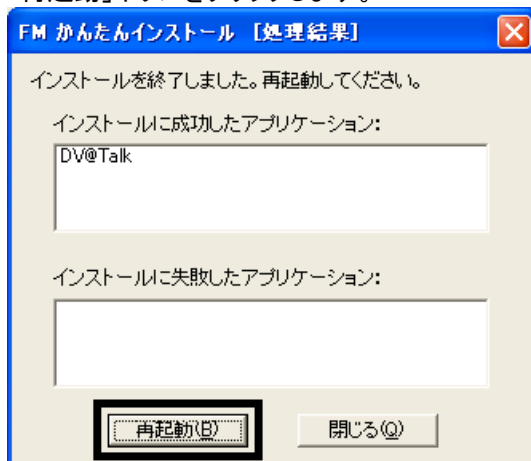 再起動」ボタンをクリックします。
FM かんたんインストール [処理結果]
インストールを終了しました。再起動してください。
インストールに成功したアプリケーション:
DV@Talk
インストールに失敗したアプリケーション:
再起動(B)
閉じる(Q)